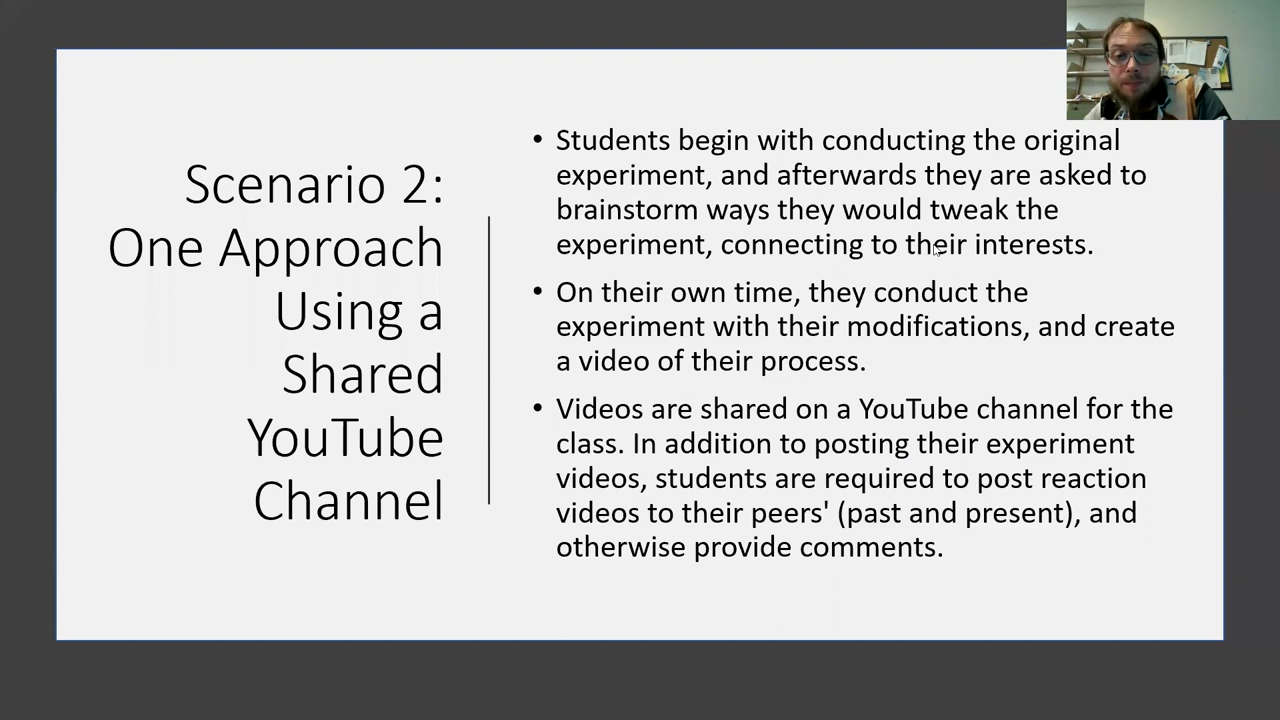 Scenario 2:
One Approach
Using a
Shared
YouTube
Channel
• Students begin with conducting the original
experiment, and afterwards they are asked to
brainstorm ways they would tweak the
experiment, connecting to their interests.
• On their own time, they conduct the
experiment with their modifications, and create
a video of their process.
• Videos are shared on a YouTube channel for the
class. In addition to posting their experiment
videos, students are required to post reaction
videos to their peers' (past and present), and
otherwise provide comments.